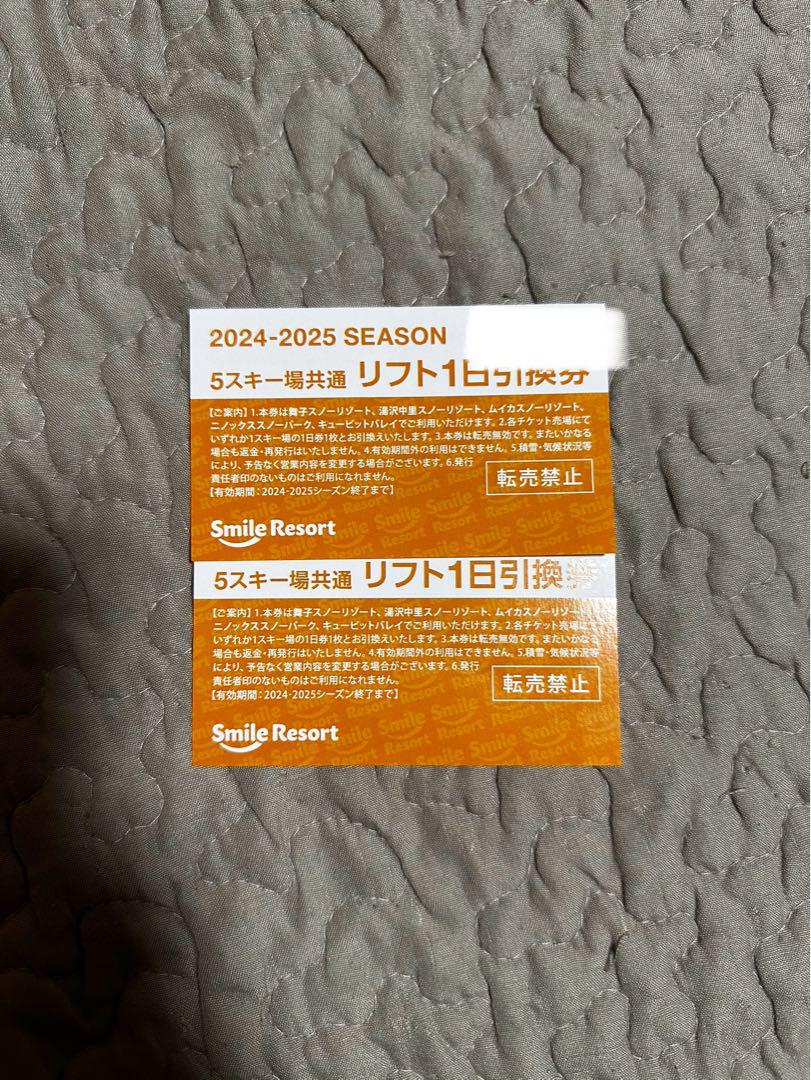 2024-2025 SEASON
5スキー場共通 リフト1日引換券
【ご案内】1.本券は舞子スノーリゾート、湯沢中里スノーリゾート、ムイカスノーリゾート、
ニノックススノーパーク、キューピットバレイでご利用いただけます。2.各チケット売場にて
いずれか1スキー場の1日券1枚とお引換えいたします。3.本券は転売無効です。またいかなる
場合も返金・再発行はいたしません。4.有効期間外の利用はできません。5.積雪・気候状況等
により、予告なく営業内容を変更する場合がございます。6.発行
責任者印のないものはご利用になれません。
【有効期間：2024-2025シーズン終了まで】
転売禁止
Smile Resort
5スキー場共通 リフト1日引換券
【ご案内】1.本券は舞子スノーリゾート、湯沢中里スノーリゾート、ムイカスノーリゾート、
ニノックススノーパーク、キューピットバレイでご利用いただけます。2.各チケット売場にて
いずれか1スキー場の1日券1枚とお引換えいたします。3.本券は転売無効です。またいかなる
場合も返金・再発行はいたしません。4.有効期間外の利用はできません。5.積雪・気候状況等
により、予告なく営業内容を変更する場合がございます。6.発行
責任者印のないものはご利用になれません。
【有効期間：2024-2025シーズン終了まで】
転売禁止
Smile Resort